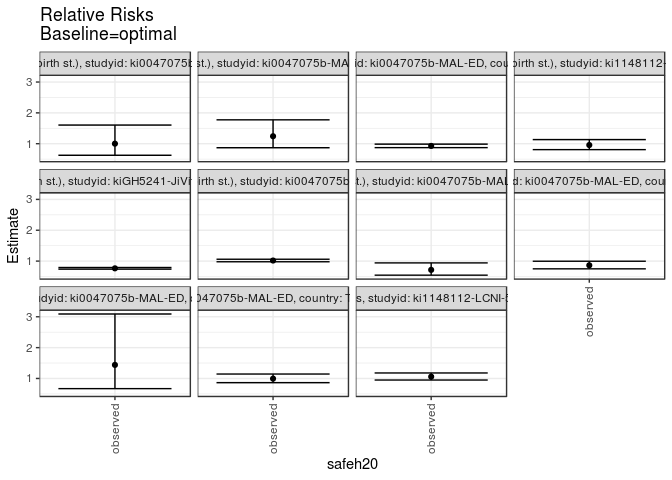 Relative Risks
Baseline=optimal
birth st.), studyid: ki0047075b
st.), studyid: ki0047075b-MA
id: ki0047075b-MAL-ED, cou
birth st.), studyid: ki1148112-
3
2
1
st.), studyid: kiGH5241-JiVi
birth st.), studyid: ki0047075b
t.), studyid: ki0047075b-MAL
d: ki0047075b-MAL-ED, cou
3
2
1
Estimate
observed
udyid: ki0047075b-MAL-ED,
0047075b-MAL-ED, country: T
s, studyid: ki1148112-LCNI-5
3
2
1
observed
observed
observed
safeh20